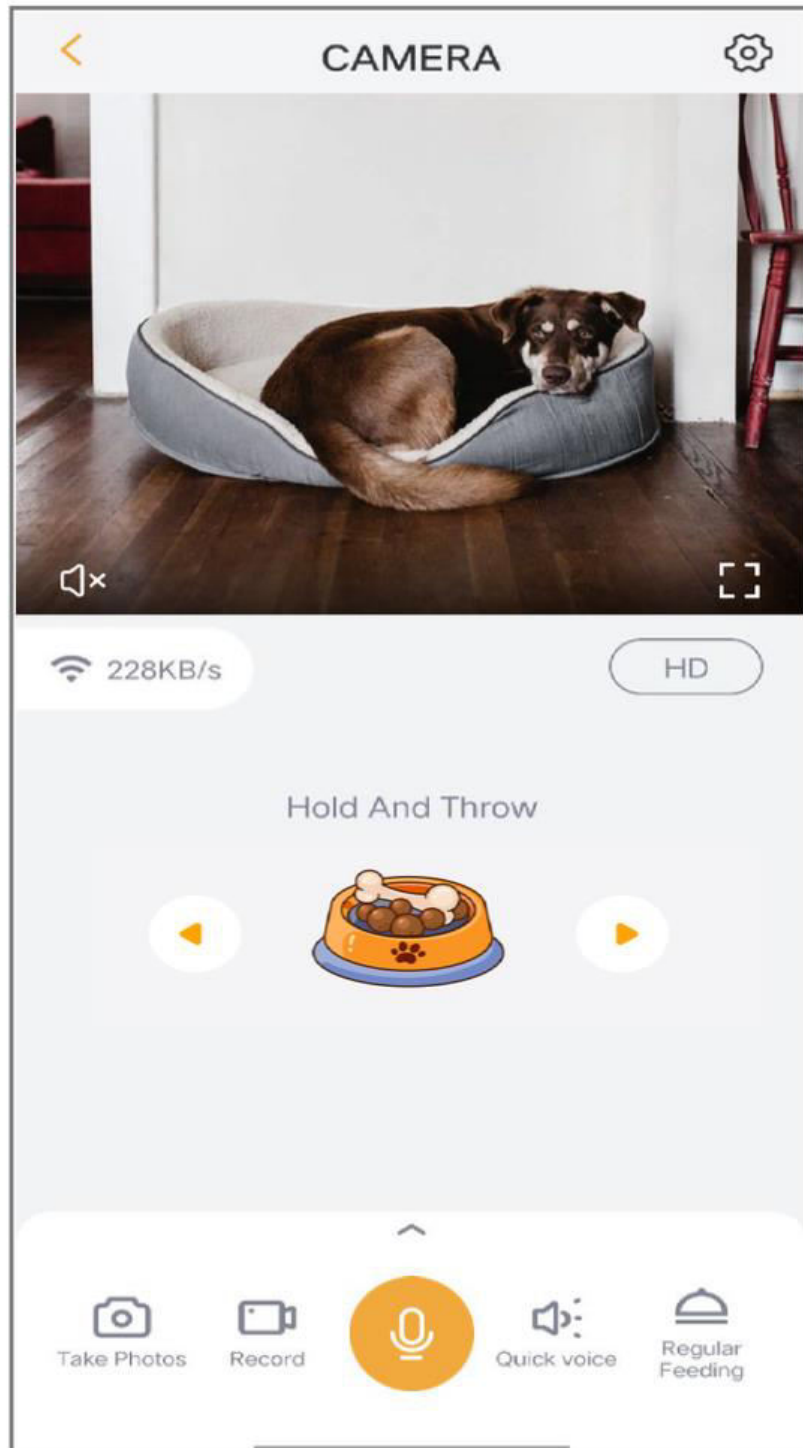 CAMERA
228KB/s
HD
Hold And Throw
Take Photos
Record
Quick voice
Regular
Feeding